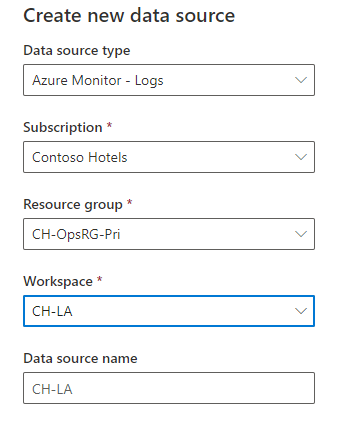 Create new data source
Data source type
Azure Monitor - Logs
Subscription *
Contoso Hotels
Resource group *
CH-OpsRG-Pri
Workspace *
CH-LA
Data source name
CH-LA